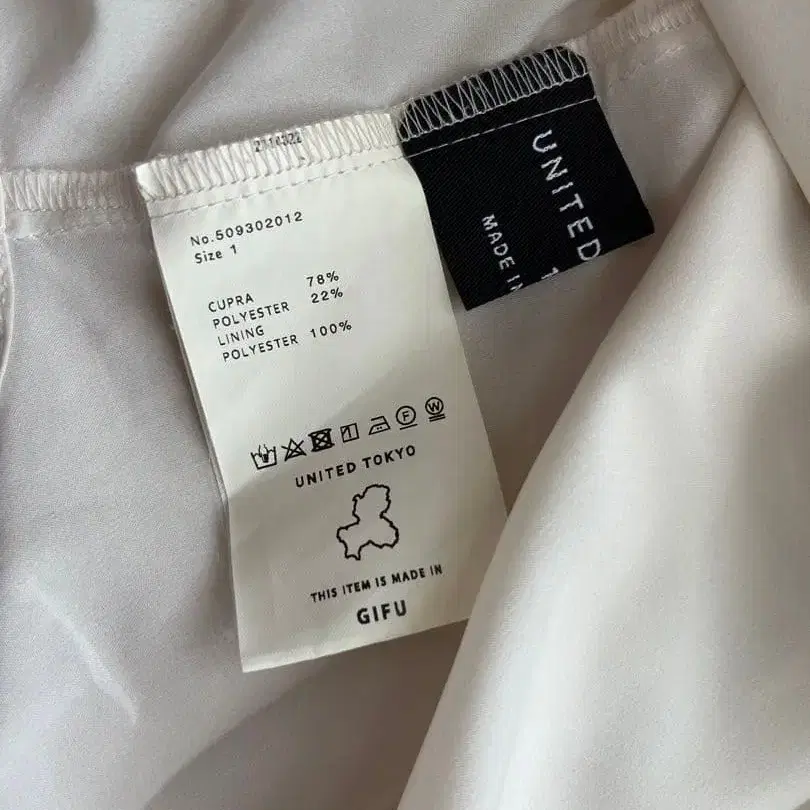 No.509302012
Size 1
CUPRA 78%
POLYESTER 22%
LINING
POLYESTER 100%
F W
UNITED TOKYO
THIS ITEM IS MADE IN
GIFU
UNITED
MADE IN